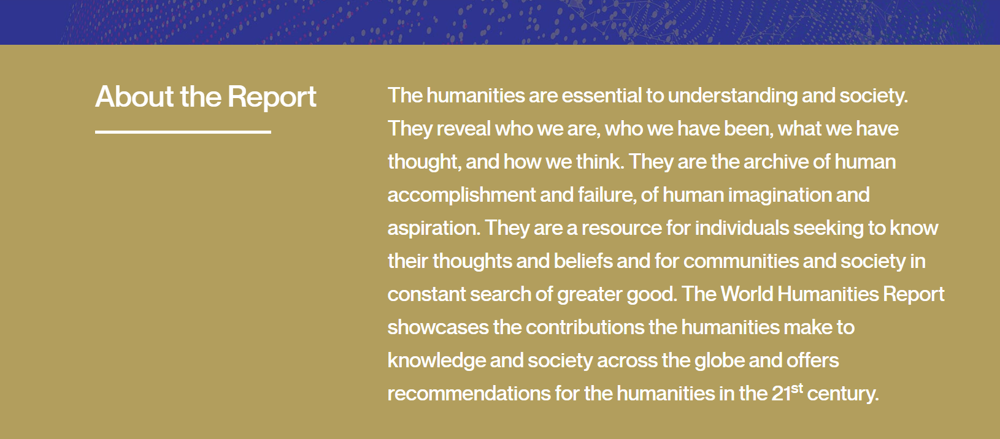 About the Report
The humanities are essential to understanding and society.
They reveal who we are, who we have been, what we have
thought, and how we think. They are the archive of human
accomplishment and failure, of human imagination and
aspiration. They are a resource for individuals seeking to know
their thoughts and beliefs and for communities and society in
constant search of greater good. The World Humanities Report
showcases the contributions the humanities make to
knowledge and society across the globe and offers
recommendations for the humanities in the 21st century.